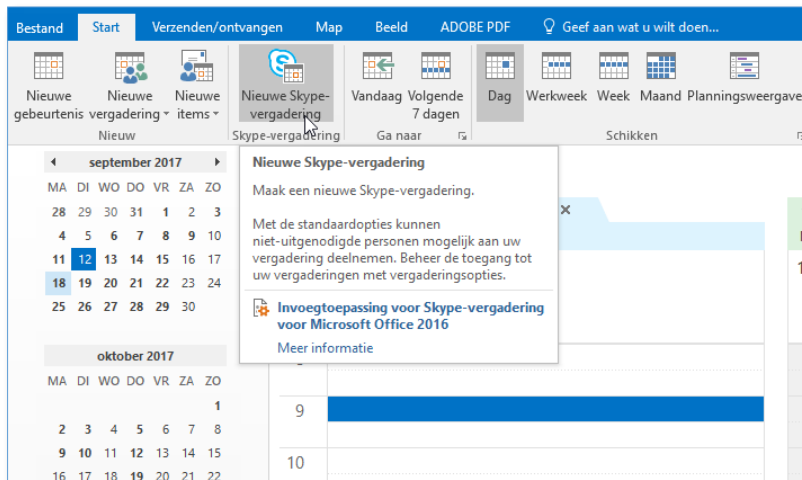 Bestand Start Verzenden/ontvangen Map Beeld ADOBE PDF Geef aan wat u wilt doen...
Nieuwe gebeurtenis
Nieuwe vergadering
Nieuwe items
Nieuwe Skype-vergadering
Vandaag
Volgende 7 dagen
Dag
Werkweek
Week
Maand
Planningsweergave
Nieuw
Skype-vergadering
Ga naar
Schikken
september 2017
MA DI WO DO VR ZA ZO
28 29 30 31 1 2 3
4 5 6 7 8 9 10
11 12 13 14 15 16 17
18 19 20 21 22 23 24
25 26 27 28 29 30
oktober 2017
MA DI WO DO VR ZA ZO
1
2 3 4 5 6 7 8
9 10 11 12 13 14 15
16 17 18 19 20 21 22
Nieuwe Skype-vergadering
Maak een nieuwe Skype-vergadering.
Met de standaardopties kunnen
niet-uitgenodigde personen mogelijk aan uw
vergadering deelnemen. Beheer de toegang tot
uw vergaderingen met vergaderingsopties.
Invoegtoepassing voor Skype-vergadering
voor Microsoft Office 2016
Meer informatie
9
10